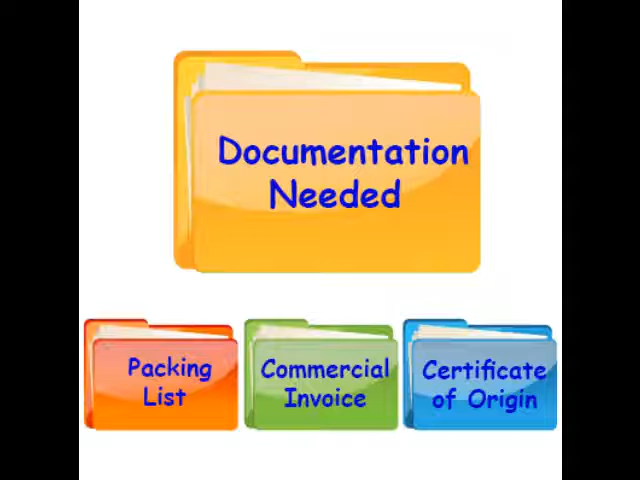 Documentation
Needed
Packing
List
Commercial
Invoice
Certificate
of Origin